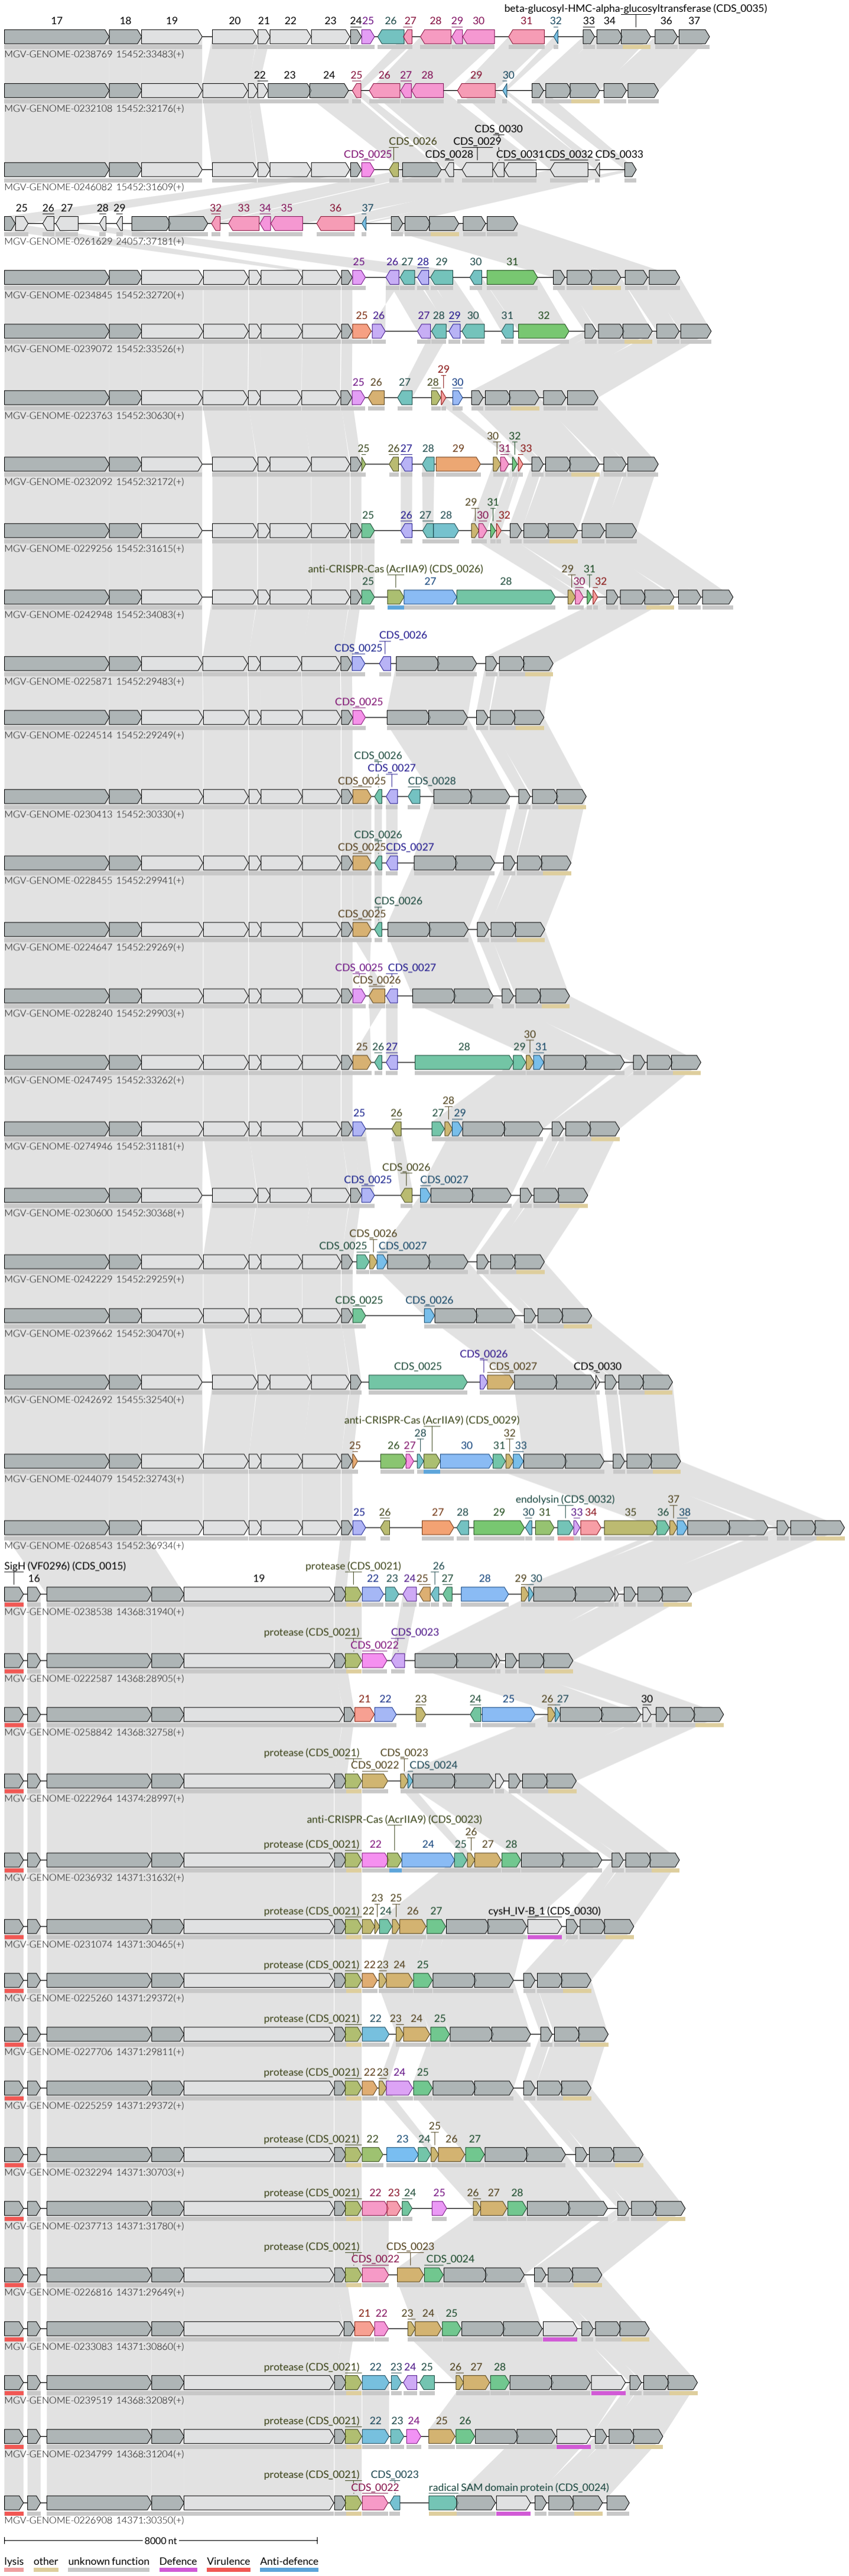 beta-glucosyl-HMC-alpha-glucosyltransferase (CDS_0035)
17 18 19 20 21 22 23 24 25 26 27 28 29 30 31 32 33 34 36 37
MGV-GENOME-0238769 15452:33483(+)
22 23 24 25 26 27 28 29 30
MGV-GENOME-0232108 15452:32176(+)
CDS_0030
CDS_0026 CDS_0029
CDS_0025 CDS_0028 CDS_0031 CDS_0032 CDS_0033
MGV-GENOME-0246082 15452:31609(+)
25 26 27 28 29 32 33 34 35 36 37
MGV-GENOME-0261629 24057:37181(+)
25 26 27 28 29 30 31
MGV-GENOME-0234845 15452:32720(+)
25 26 27 28 29 30 31 32
MGV-GENOME-0239072 15452:33526(+)
29
25 26 27 28 30
MGV-GENOME-0223763 15452:30630(+)
30 32
25 26 27 28 29 31 33
MGV-GENOME-0232092 15452:32172(+)
29 31
25 26 27 28 30 32
MGV-GENOME-0229256 15452:31615(+)
anti-CRISPR-Cas (AcrIIA9) (CDS_0026) 29 31
25 27 28 30 32
MGV-GENOME-0242948 15452:34083(+)
CDS_0026
CDS_0025
MGV-GENOME-0225871 15452:29483(+)
CDS_0025
MGV-GENOME-0224514 15452:29249(+)
CDS_0026
CDS_0027
CDS_0025 CDS_0028
MGV-GENOME-0230413 15452:30330(+)
CDS_0026
CDS_0025 CDS_0027
MGV-GENOME-0228455 15452:29941(+)
CDS_0026
CDS_0025
MGV-GENOME-0224647 15452:29269(+)
CDS_0025 CDS_0027
CDS_0026
MGV-GENOME-0228240 15452:29903(+)
30
25 26 27 28 29 31
MGV-GENOME-0247495 15452:33262(+)
28
25 26 27 29
MGV-GENOME-0274946 15452:31181(+)
CDS_0026
CDS_0025 CDS_0027
MGV-GENOME-0230600 15452:30368(+)
CDS_0026
CDS_0025 CDS_0027
MGV-GENOME-0242229 15452:29259(+)
CDS_0025 CDS_0026
MGV-GENOME-0239662 15452:30470(+)
CDS_0026
CDS_0025 CDS_0027 CDS_0030
MGV-GENOME-0242692 15455:32540(+)
anti-CRISPR-Cas (AcrIIA9) (CDS_0029)
28 32
25 26 27 30 31 33
MGV-GENOME-0244079 15452:32743(+)
endolysin (CDS_0032) 37
25 26 27 28 29 30 31 33 34 35 36 38
MGV-GENOME-0268543 15452:36934(+)
SigH (VF0296) (CDS_0015) protease (CDS_0021) 26
16 19 22 23 24 25 27 28 29 30
MGV-GENOME-0238538 14368:31940(+)
protease (CDS_0021) CDS_0023
CDS_0022
MGV-GENOME-0222587 14368:28905(+)
21 22 23 24 25 26 27 30
MGV-GENOME-0258842 14368:32758(+)
protease (CDS_0021) CDS_0023
CDS_0022 CDS_0024
MGV-GENOME-0222964 14374:28997(+)
anti-CRISPR-Cas (AcrIIA9) (CDS_0023)
26
protease (CDS_0021) 22 24 25 27 28
MGV-GENOME-0236932 14371:31632(+)
23 25
protease (CDS_0021) 22 24 26 27 cysH_IV-B_1 (CDS_0030)
MGV-GENOME-0231074 14371:30465(+)
protease (CDS_0021) 22 23 24 25
MGV-GENOME-0225260 14371:29372(+)
protease (CDS_0021) 22 23 24 25
MGV-GENOME-0227706 14371:29811(+)
protease (CDS_0021) 22 23 24 25
MGV-GENOME-0225259 14371:29372(+)
25
protease (CDS_0021) 22 23 24 26 27
MGV-GENOME-0232294 14371:30703(+)
protease (CDS_0021) 22 23 24 25 26 27 28
MGV-GENOME-0237713 14371:31780(+)
protease (CDS_0021) CDS_0023
CDS_0022 CDS_0024
MGV-GENOME-0226816 14371:29649(+)
21 22 23 24 25
MGV-GENOME-0233083 14371:30860(+)
protease (CDS_0021) 22 23 24 25 26 27 28
MGV-GENOME-0239519 14368:32089(+)
protease (CDS_0021) 22 23 24 25 26
MGV-GENOME-0234799 14368:31204(+)
protease (CDS_0021) CDS_0023
CDS_0022 radical SAM domain protein (CDS_0024)
MGV-GENOME-0226908 14371:30350(+)
8000 nt
lysis other unknown function Defence Virulence Anti-defence